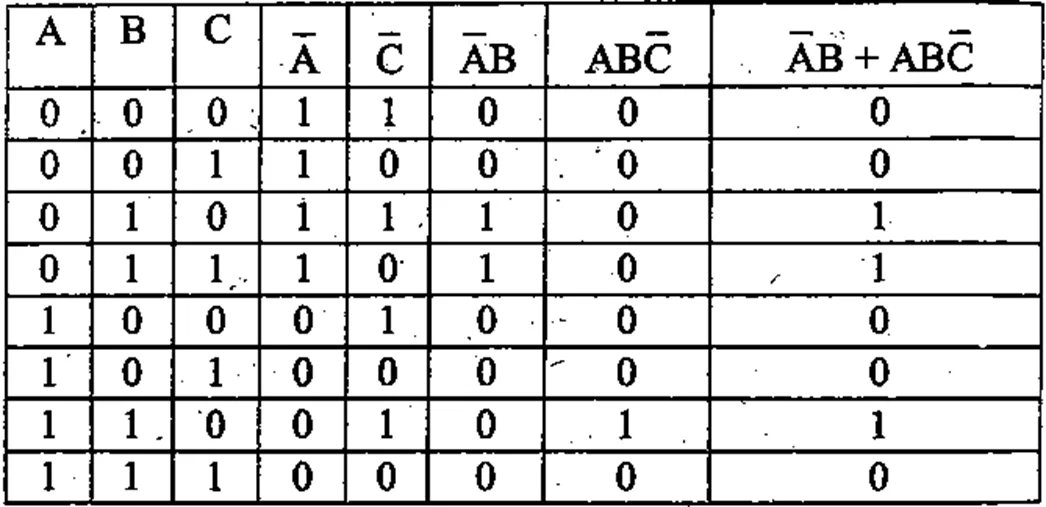 A B C A̅ C̅ A̅B ABC̅ A̅B + ABC̅
0 0 0 1 1 0 0 0
0 0 1 1 0 0 0 0
0 1 0 1 1 1 0 1
0 1 1 1 0 1 0 1
1 0 0 0 1 0 0 0
1 0 1 0 0 0 0 0
1 1 0 0 1 0 1 1
1 1 1 0 0 0 0 0